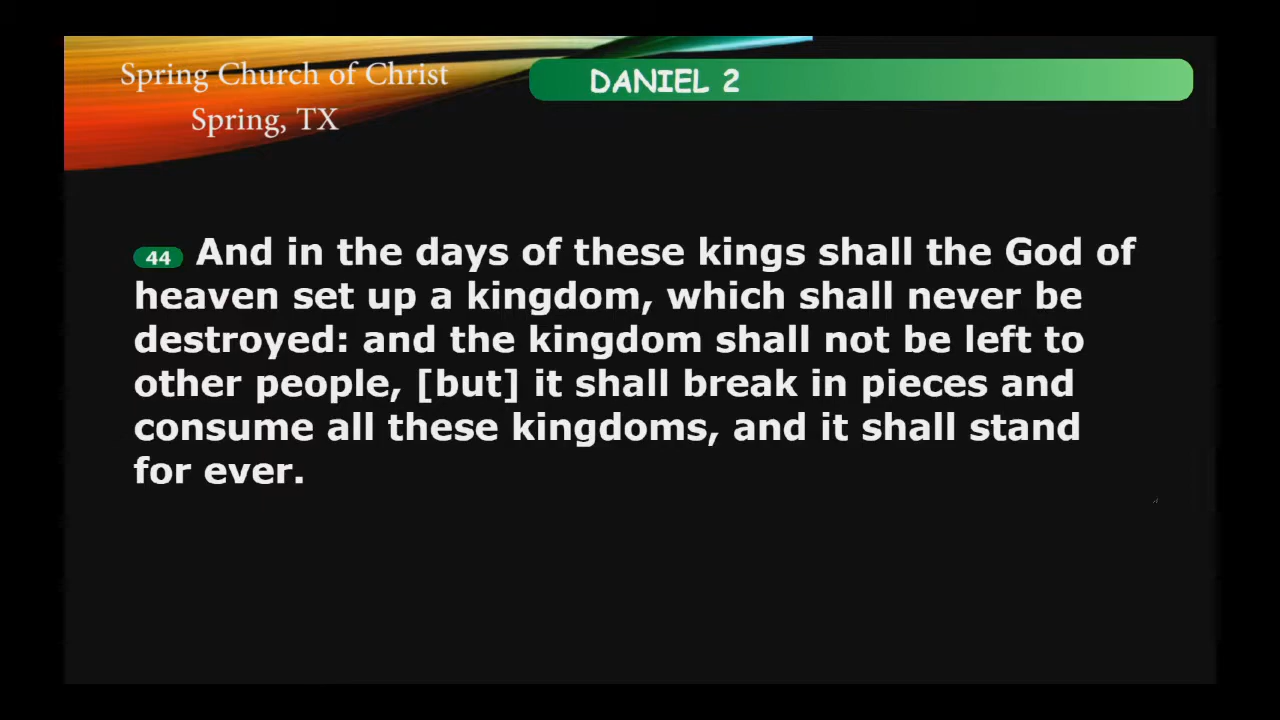 Spring Church of Christ
Spring, TX
DANIEL 2
44 And in the days of these kings shall the God of
heaven set up a kingdom, which shall never be
destroyed: and the kingdom shall not be left to
other people, [but] it shall break in pieces and
consume all these kingdoms, and it shall stand
for ever.